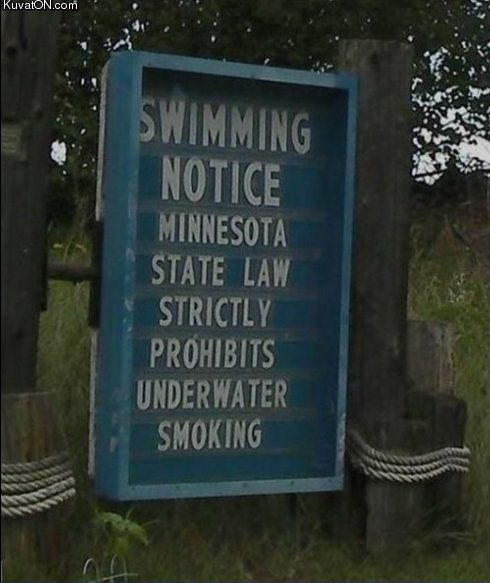 KuvatON.com
SWIMMING
NOTICE
MINNESOTA
STATE LAW
STRICTLY
PROHIBITS
UNDERWATER
SMOKING